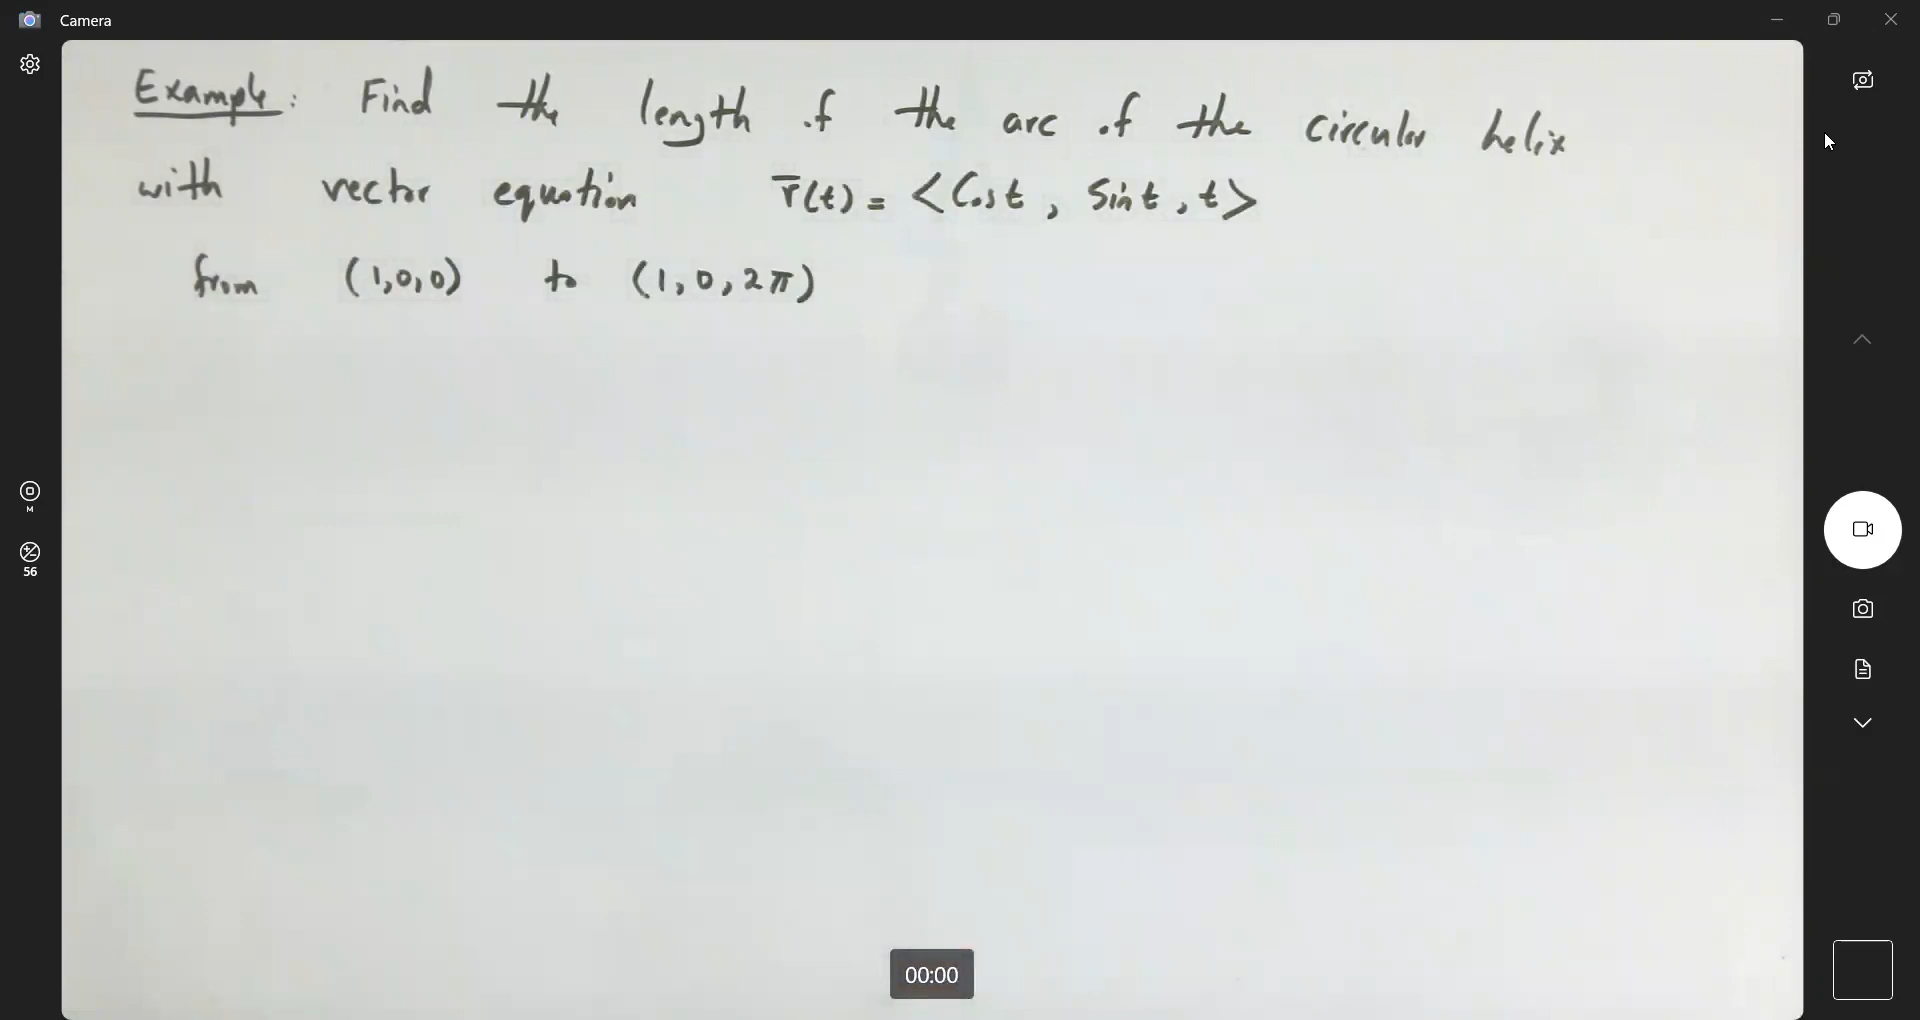 Camera
Example: Find the length of the arc of the circular helix
with vector equation r̅(t) = <Cos t, Sin t, t>
from (1,0,0) to (1,0,2π)
M
56
00:00